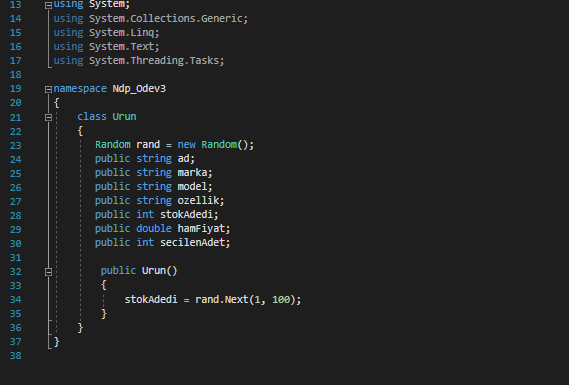 13 using System;
14 using System.Collections.Generic;
15 using System.Linq;
16 using System.Text;
17 using System.Threading.Tasks;
18
19 namespace Ndp_Odev3
20 {
21 class Urun
22 {
23 Random rand = new Random();
24 public string ad;
25 public string marka;
26 public string model;
27 public string ozellik;
28 public int stokAdedi;
29 public double hamFiyat;
30 public int secilenAdet;
31
32 public Urun()
33 {
34 stokAdedi = rand.Next(1, 100);
35 }
36 }
37 }
38